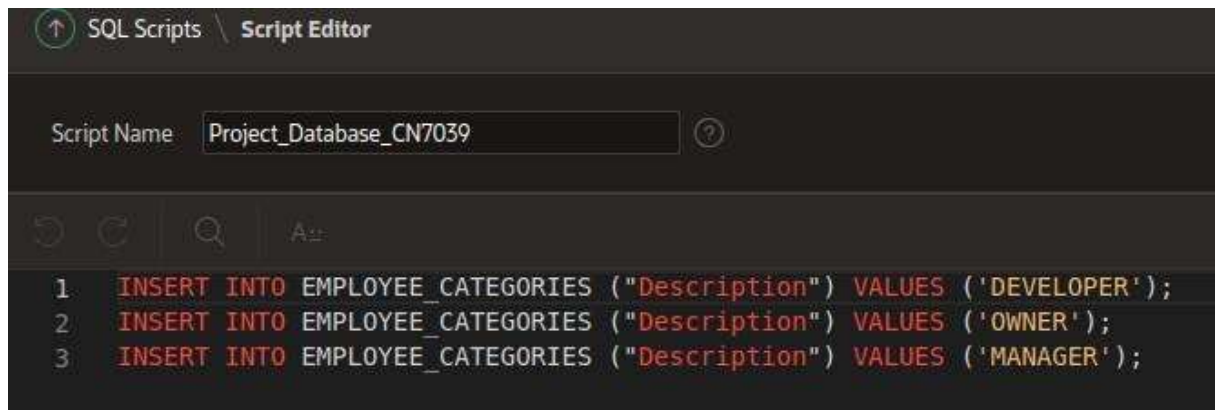 SQL Scripts \ Script Editor
Script Name Project_Database_CN7039 ?
A::
1 INSERT INTO EMPLOYEE_CATEGORIES ("Description") VALUES ('DEVELOPER');
2 INSERT INTO EMPLOYEE_CATEGORIES ("Description") VALUES ('OWNER');
3 INSERT INTO EMPLOYEE_CATEGORIES ("Description") VALUES ('MANAGER');